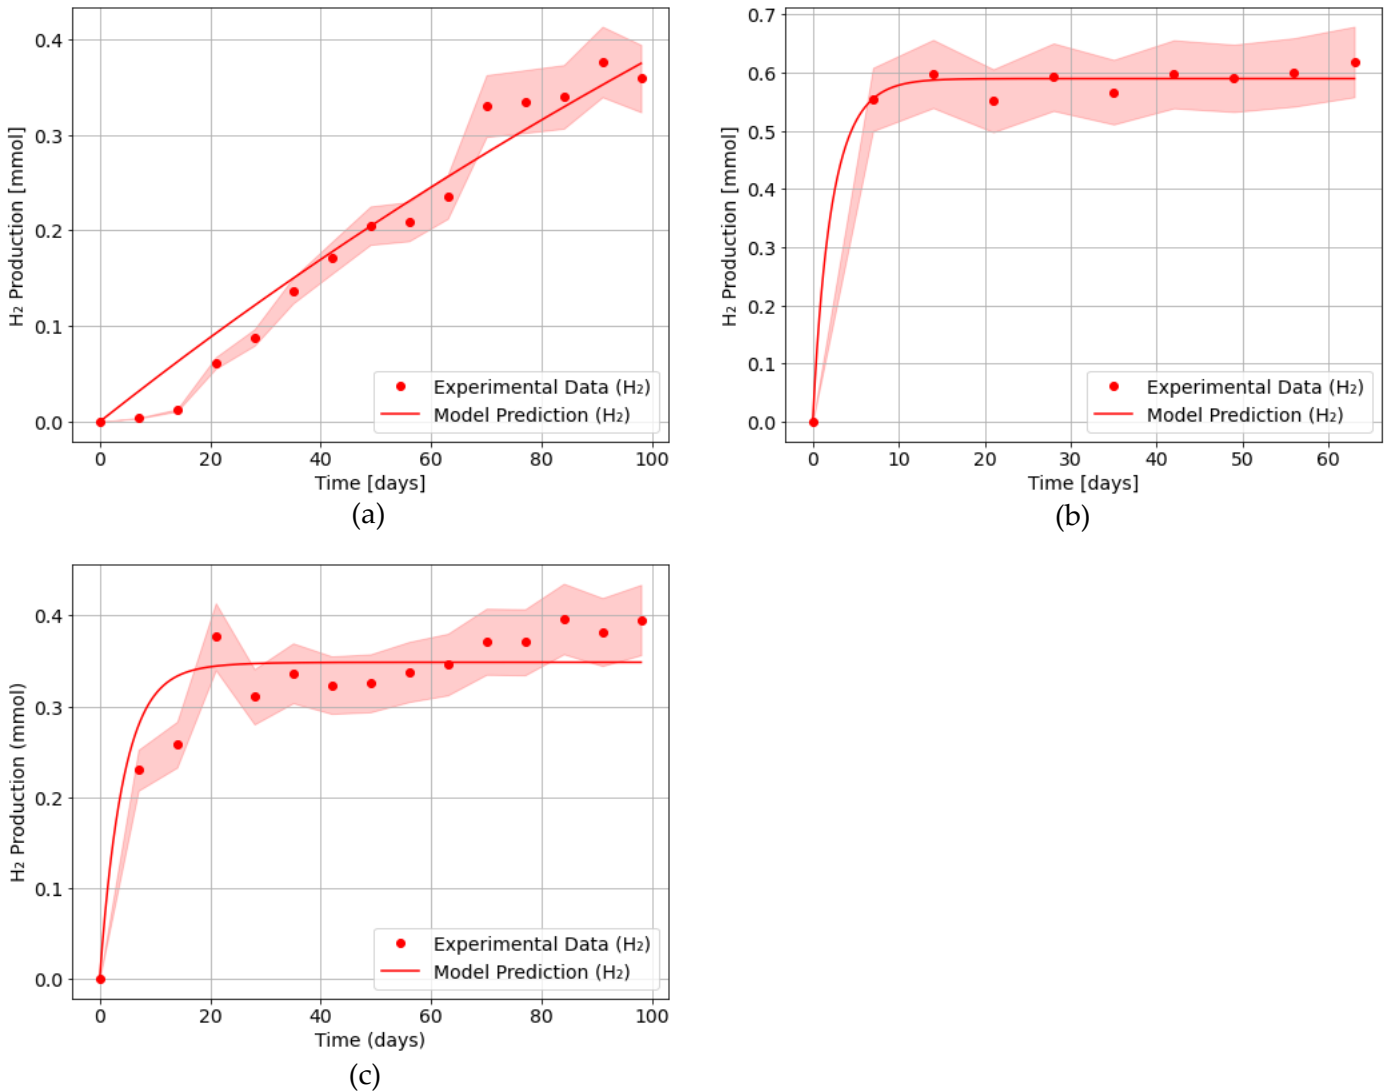 H₂ Production [mmol]
0.4
0.3
0.2
0.1
0.0
Experimental Data (H₂)
Model Prediction (H₂)
0 20 40 60 80 100
Time [days]
(a)
H₂ Production [mmol]
0.7
0.6
0.5
0.4
0.3
0.2
0.1
0.0
Experimental Data (H₂)
Model Prediction (H₂)
0 10 20 30 40 50 60
Time [days]
(b)
H₂ Production (mmol)
0.4
0.3
0.2
0.1
0.0
Experimental Data (H₂)
Model Prediction (H₂)
0 20 40 60 80 100
Time (days)
(c)